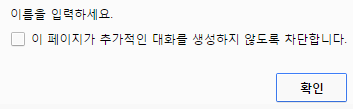 이름을 입력하세요.
이 페이지가 추가적인 대화를 생성하지 않도록 차단합니다.
확인